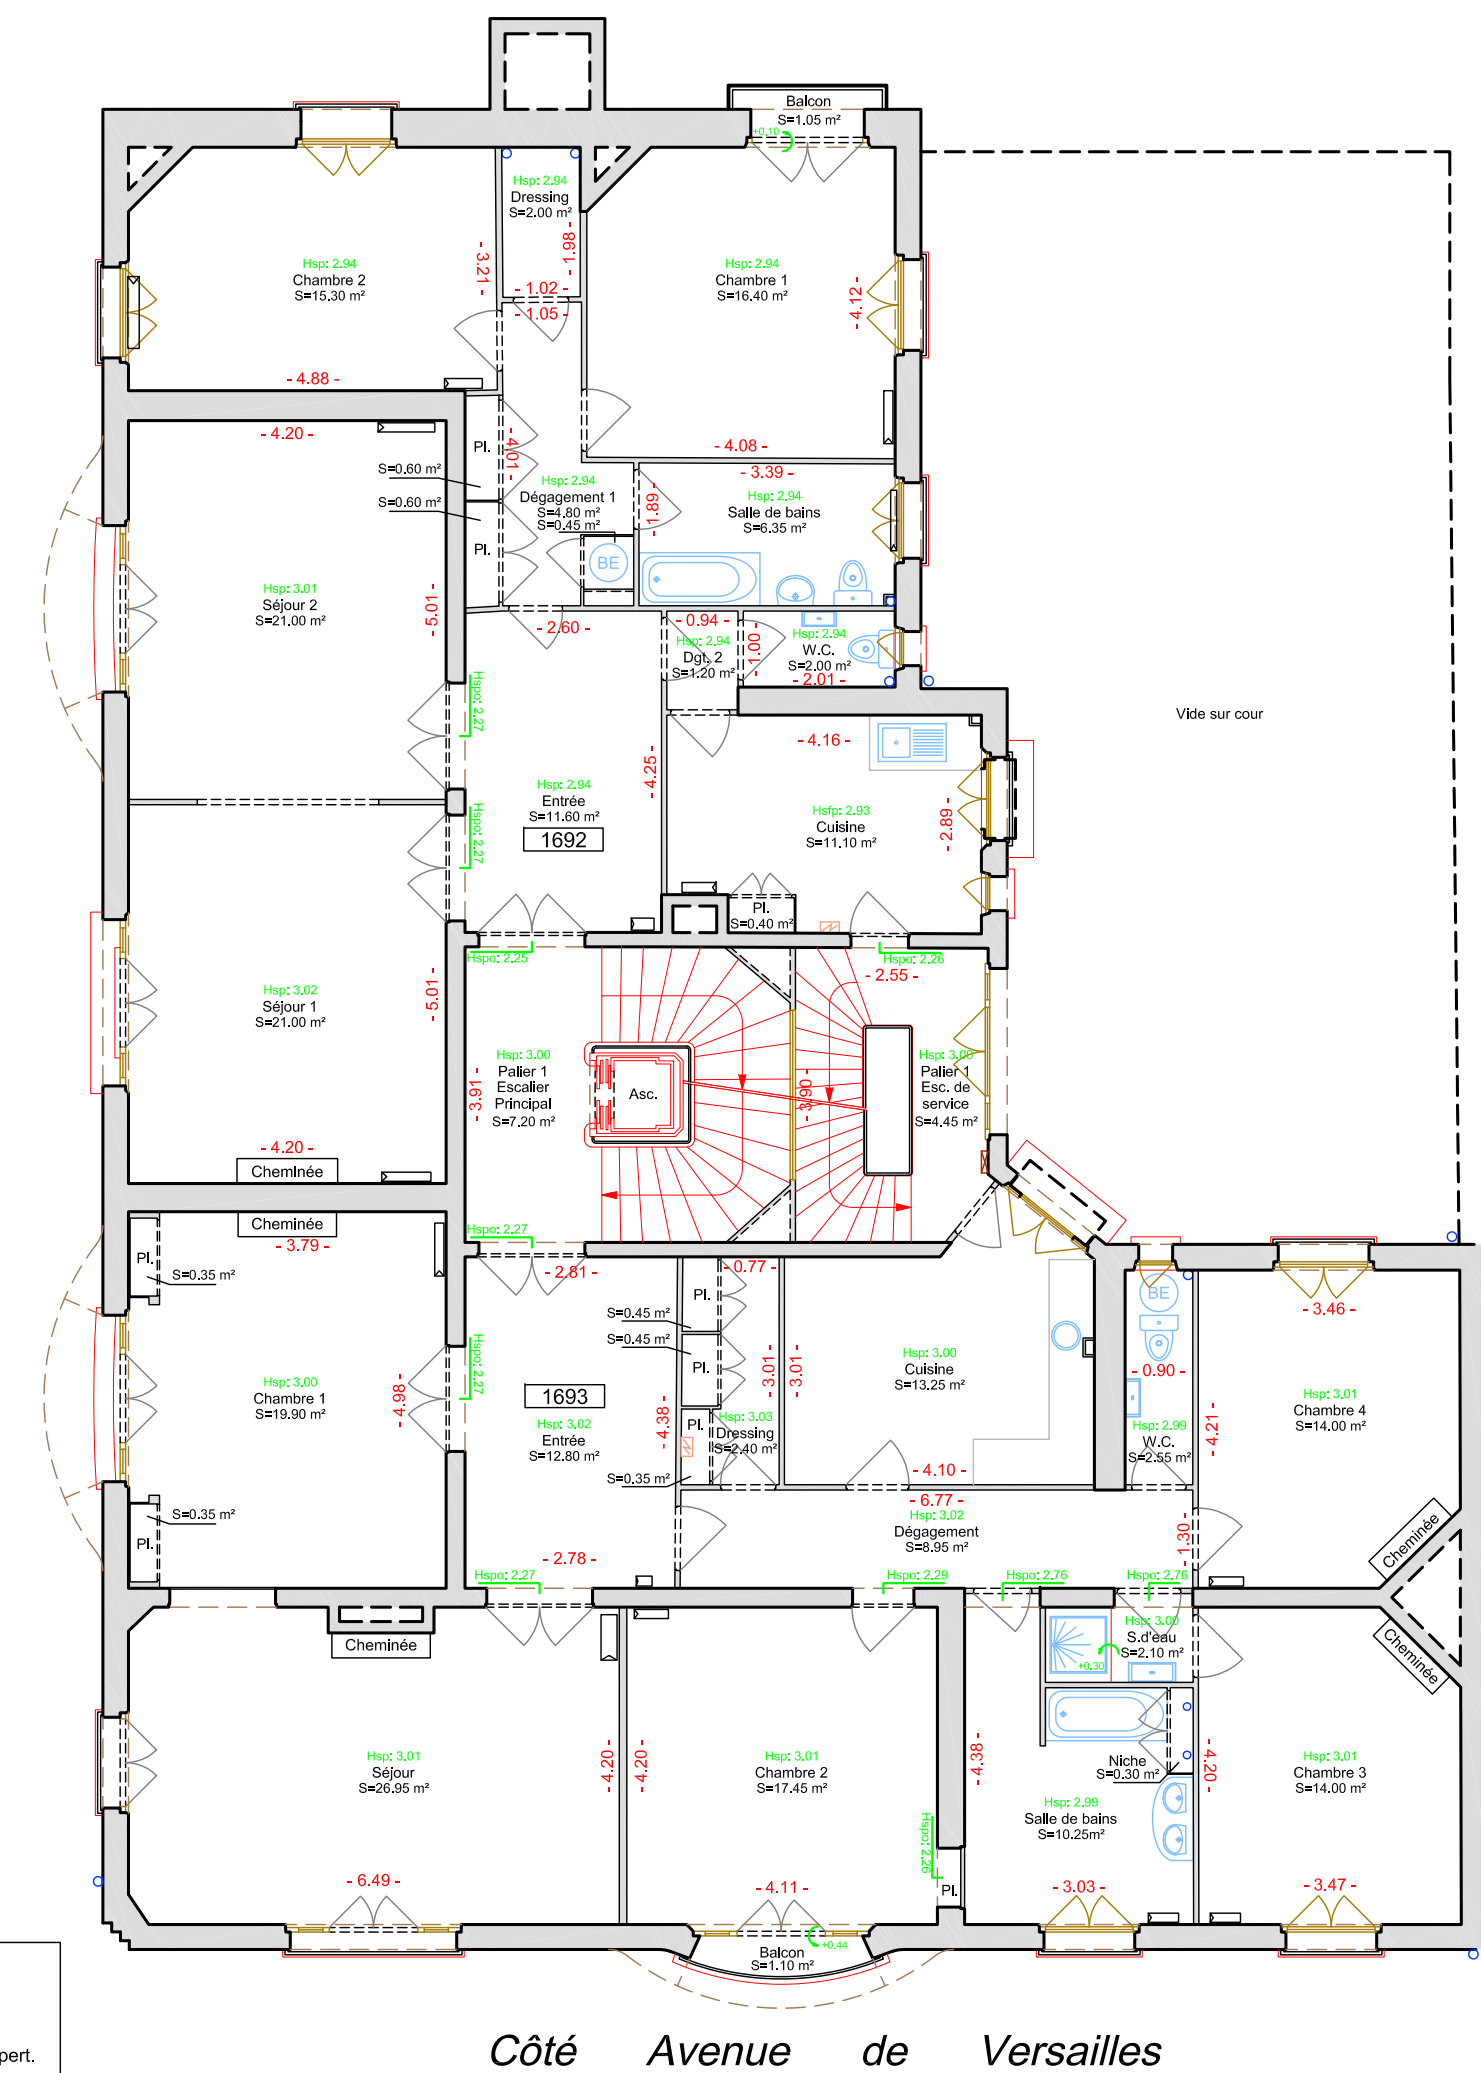 Balcon
S=1.05 m²
+0.10
Hsp: 2.94
Dressing
S=2.00 m²
- 1.98 -
- 3.21 -
Hsp: 2.94
Chambre 2
S=15.30 m²
Hsp: 2.94
Chambre 1
S=16.40 m²
- 4.12 -
- 1.02 -
- 1.05 -
- 4.88 -
- 4.20 -
Pl.
- 4.01 -
- 4.08 -
S=0.60 m²
S=0.60 m²
Pl.
Hsp: 2.94
Dégagement 1
S=4.80 m²
S=0.45 m²
BE
- 1.89 -
- 3.39 -
Hsp: 2.94
Salle de bains
S=6.35 m²
Hsp: 3.01
Séjour 2
S=21.00 m²
- 5.01 -
- 2.60 -
- 0.94 -
Hsp: 2.94
Dgt. 2
S=1.20 m²
- 1.00 -
Hsp: 2.94
W.C.
S=2.00 m²
- 2.01 -
Hspo: 2.27
Vide sur cour
- 4.16 -
- 4.25 -
Hsp: 2.94
Entrée
S=11.60 m²
1692
Hspo: 2.27
Hsfp: 2.93
Cuisine
S=11.10 m²
- 2.89 -
Pl.
S=0.40 m²
Hspo: 2.25
Hspo: 2.26
- 2.55 -
Hsp: 3.02
Séjour 1
S=21.00 m²
- 5.01 -
- 3.91 -
Hsp: 3.00
Palier 1
Escalier
Principal
S=7.20 m²
Asc.
- 3.90 -
Hsp: 3.00
Palier 1
Esc. de
service
S=4.45 m²
- 4.20 -
Cheminée
Cheminée
- 3.79 -
Pl.
S=0.35 m²
Hspo: 2.27
- 2.81 -
- 0.77 -
Pl.
S=0.45 m²
S=0.45 m²
Pl.
- 3.01 -
- 3.01 -
BE
- 3.46 -
Hsp: 3.00
Chambre 1
S=19.90 m²
- 4.98 -
Hspo: 2.27
1693
Hsp: 3.02
Entrée
S=12.80 m²
- 4.38 -
Pl.
Hsp: 3.03
Dressing
S=2.40 m²
S=0.35 m²
Hsp: 3.00
Cuisine
S=13.25 m²
- 4.10 -
- 0.90 -
Hsp: 2.99
W.C.
S=2.55 m²
- 4.21 -
Hsp: 3.01
Chambre 4
S=14.00 m²
S=0.35 m²
Pl.
- 6.77 -
Hsp: 3.02
Dégagement
S=8.95 m²
- 1.30 -
Cheminée
- 2.78 -
Hspo: 2.27
Hspo: 2.29
Hspo: 2.76
Hspo: 2.76
Cheminée
Hsp: 3.00
S.d'eau
S=2.10 m²
+0.30
Cheminée
Hsp: 3.01
Séjour
S=26.95 m²
- 4.20 -
- 4.20 -
Hsp: 3.01
Chambre 2
S=17.45 m²
- 4.38 -
Niche
S=0.30 m²
Hsp: 2.99
Salle de bains
S=10.25m²
- 4.20 -
Hsp: 3.01
Chambre 3
S=14.00 m²
Hspo: 2.26
Pl.
- 6.49 -
- 4.11 -
- 3.03 -
- 3.47 -
+0.44
Balcon
S=1.10 m²
Côté Avenue de Versailles
pert.